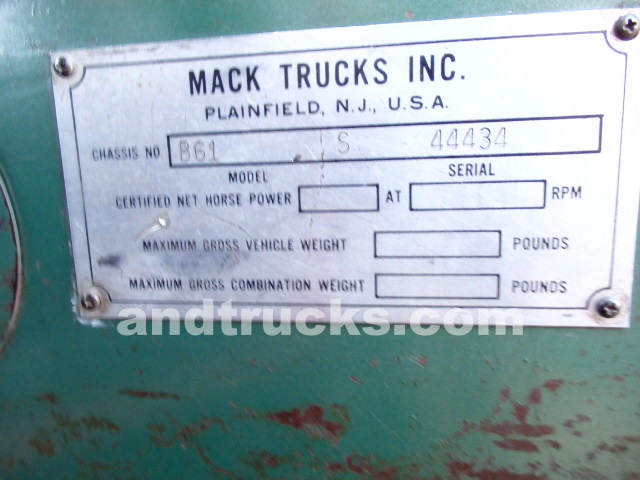 MACK TRUCKS INC.
PLAINFIELD, N.J., U.S.A.
CHASSIS NO. B61 S 44434
MODEL SERIAL
CERTIFIED NET HORSE POWER AT RPM
MAXIMUM GROSS VEHICLE WEIGHT POUNDS
MAXIMUM GROSS COMBINATION WEIGHT POUNDS
andtrucks.com